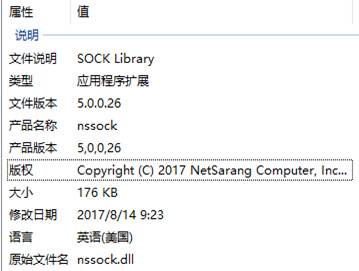 属性 值
说明
文件说明 SOCK Library
类型 应用程序扩展
文件版本 5.0.0.26
产品名称 nssock
产品版本 5,0,0,26
版权 Copyright (C) 2017 NetSarang Computer, Inc...
大小 176 KB
修改日期 2017/8/14 9:23
语言 英语(美国)
原始文件名 nssock.dll